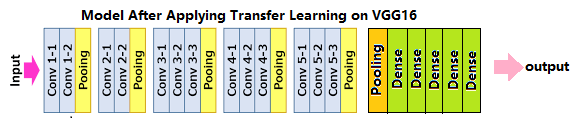 Model After Applying Transfer Learning on VGG16
Input
Conv 1-1
Conv 1-2
Pooing
Conv 2-1
Conv 2-2
Pooing
Conv 3-1
Conv 3-2
Conv 3-3
Pooing
Conv 4-1
Conv 4-2
Conv 4-3
Pooing
Conv 5-1
Conv 5-2
Conv 5-3
Pooling
Dense
Dense
Dense
Dense
Dense
output